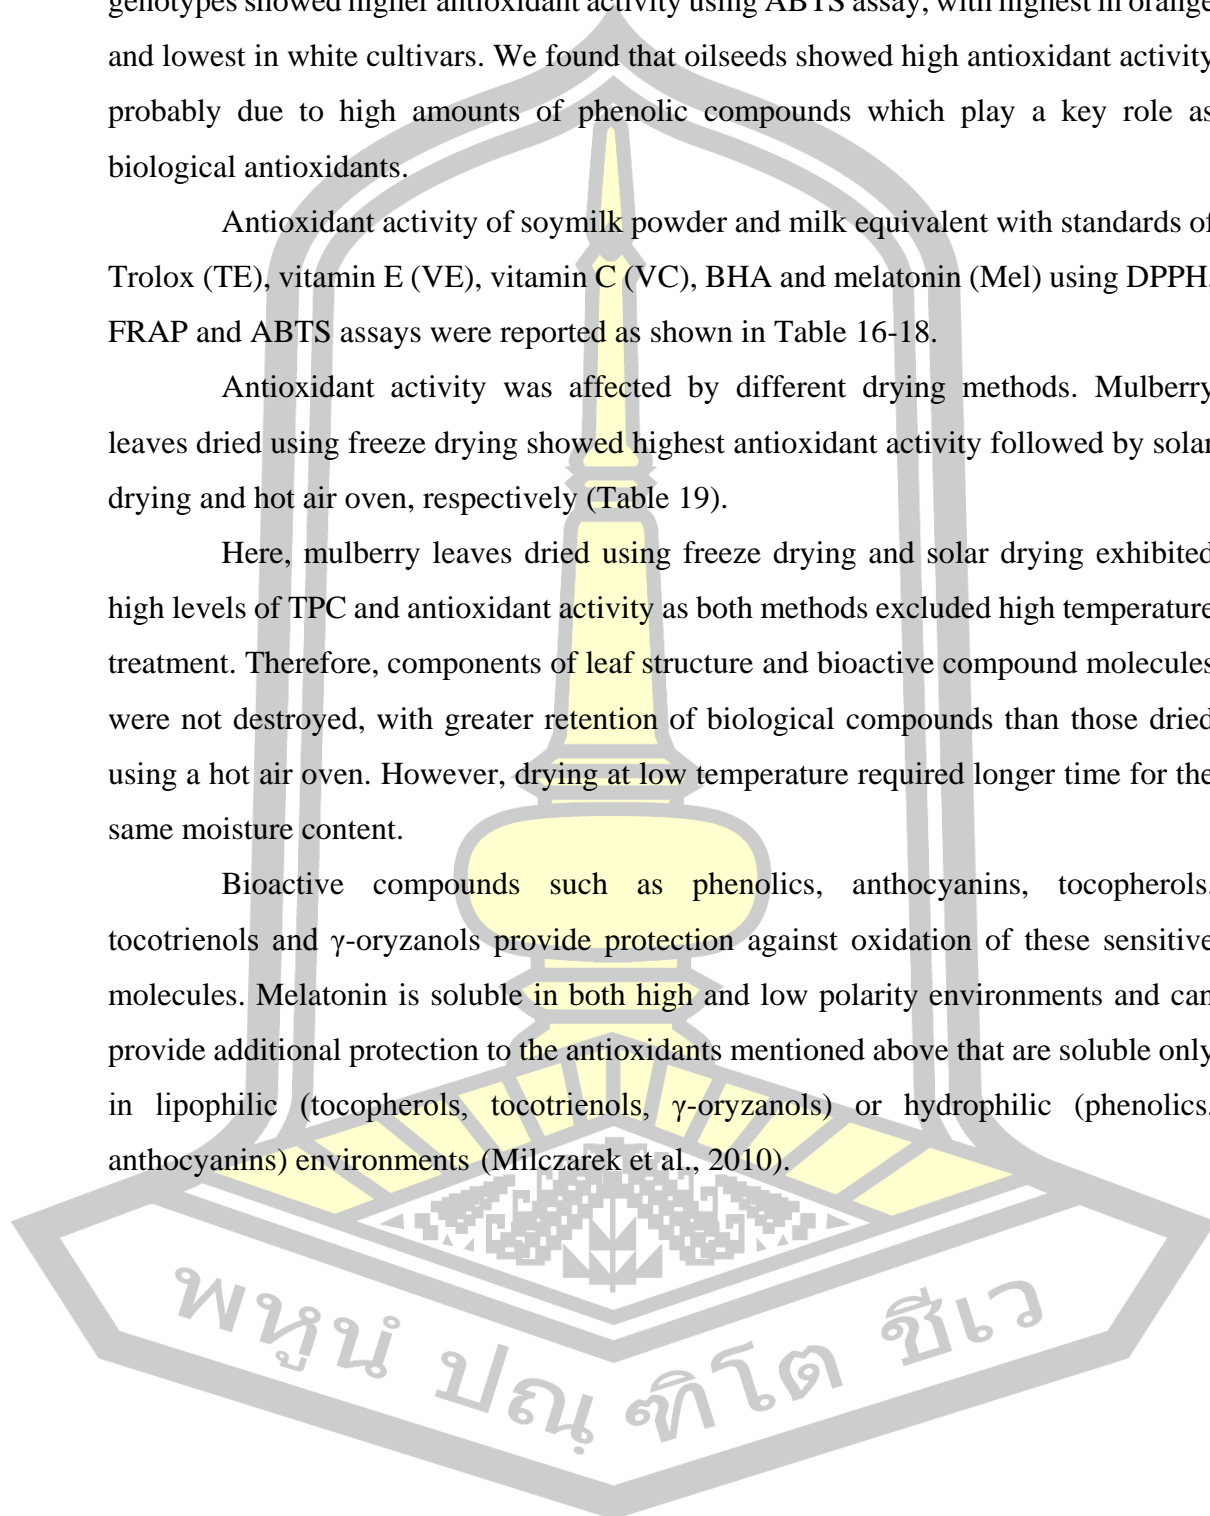 genotypes showed higher antioxidant activity using ABTS assay, with highest in orange
and lowest in white cultivars. We found that oilseeds showed high antioxidant activity
probably due to high amounts of phenolic compounds which play a key role as
biological antioxidants.
Antioxidant activity of soymilk powder and milk equivalent with standards of
Trolox (TE), vitamin E (VE), vitamin C (VC), BHA and melatonin (Mel) using DPPH,
FRAP and ABTS assays were reported as shown in Table 16-18.
Antioxidant activity was affected by different drying methods. Mulberry
leaves dried using freeze drying showed highest antioxidant activity followed by solar
drying and hot air oven, respectively (Table 19).
Here, mulberry leaves dried using freeze drying and solar drying exhibited
high levels of TPC and antioxidant activity as both methods excluded high temperature
treatment. Therefore, components of leaf structure and bioactive compound molecules
were not destroyed, with greater retention of biological compounds than those dried
using a hot air oven. However, drying at low temperature required longer time for the
same moisture content.
Bioactive compounds such as phenolics, anthocyanins, tocopherols,
tocotrienols and γ-oryzanols provide protection against oxidation of these sensitive
molecules. Melatonin is soluble in both high and low polarity environments and can
provide additional protection to the antioxidants mentioned above that are soluble only
in lipophilic (tocopherols, tocotrienols, γ-oryzanols) or hydrophilic (phenolics,
anthocyanins) environments (Milczarek et al., 2010).
พหูนํ ปณฺฑิโต ชีเว